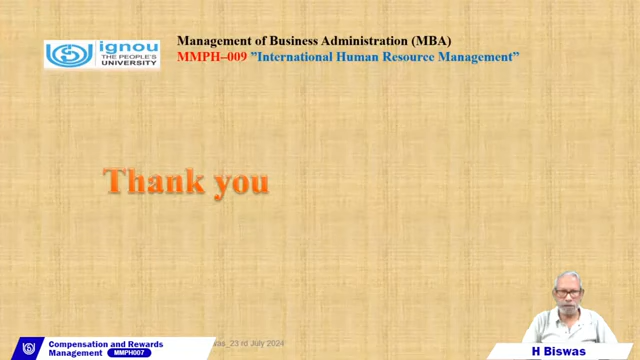 ignou
THE PEOPLE'S
UNIVERSITY
Management of Business Administration (MBA)
MMPH–009 ”International Human Resource Management”
Thank you
was_23 rd July 2024
Compensation and Rewards
Management MMPH007
H Biswas